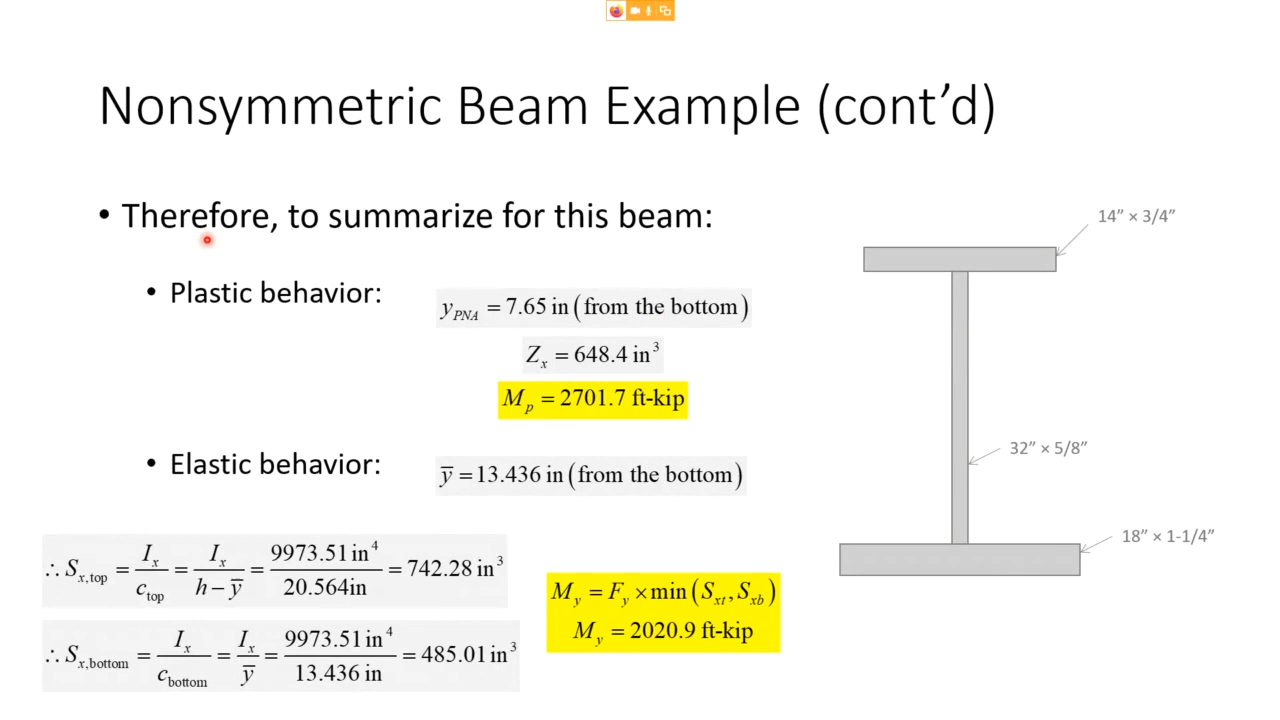 Nonsymmetric Beam Example (cont’d)
• Therefore, to summarize for this beam:
• Plastic behavior:
y_PNA = 7.65 in (from the bottom)
Z_x = 648.4 in³
M_p = 2701.7 ft-kip
• Elastic behavior:
y̅ = 13.436 in (from the bottom)
∴ S_x,top = I_x / c_top = I_x / (h − y̅) = 9973.51 in⁴ / 20.564in = 742.28 in³
∴ S_x,bottom = I_x / c_bottom = I_x / y̅ = 9973.51 in⁴ / 13.436 in = 485.01 in³
M_y = F_y × min (S_xt, S_xb)
M_y = 2020.9 ft-kip
14” × 3/4”
32” × 5/8”
18” × 1-1/4”